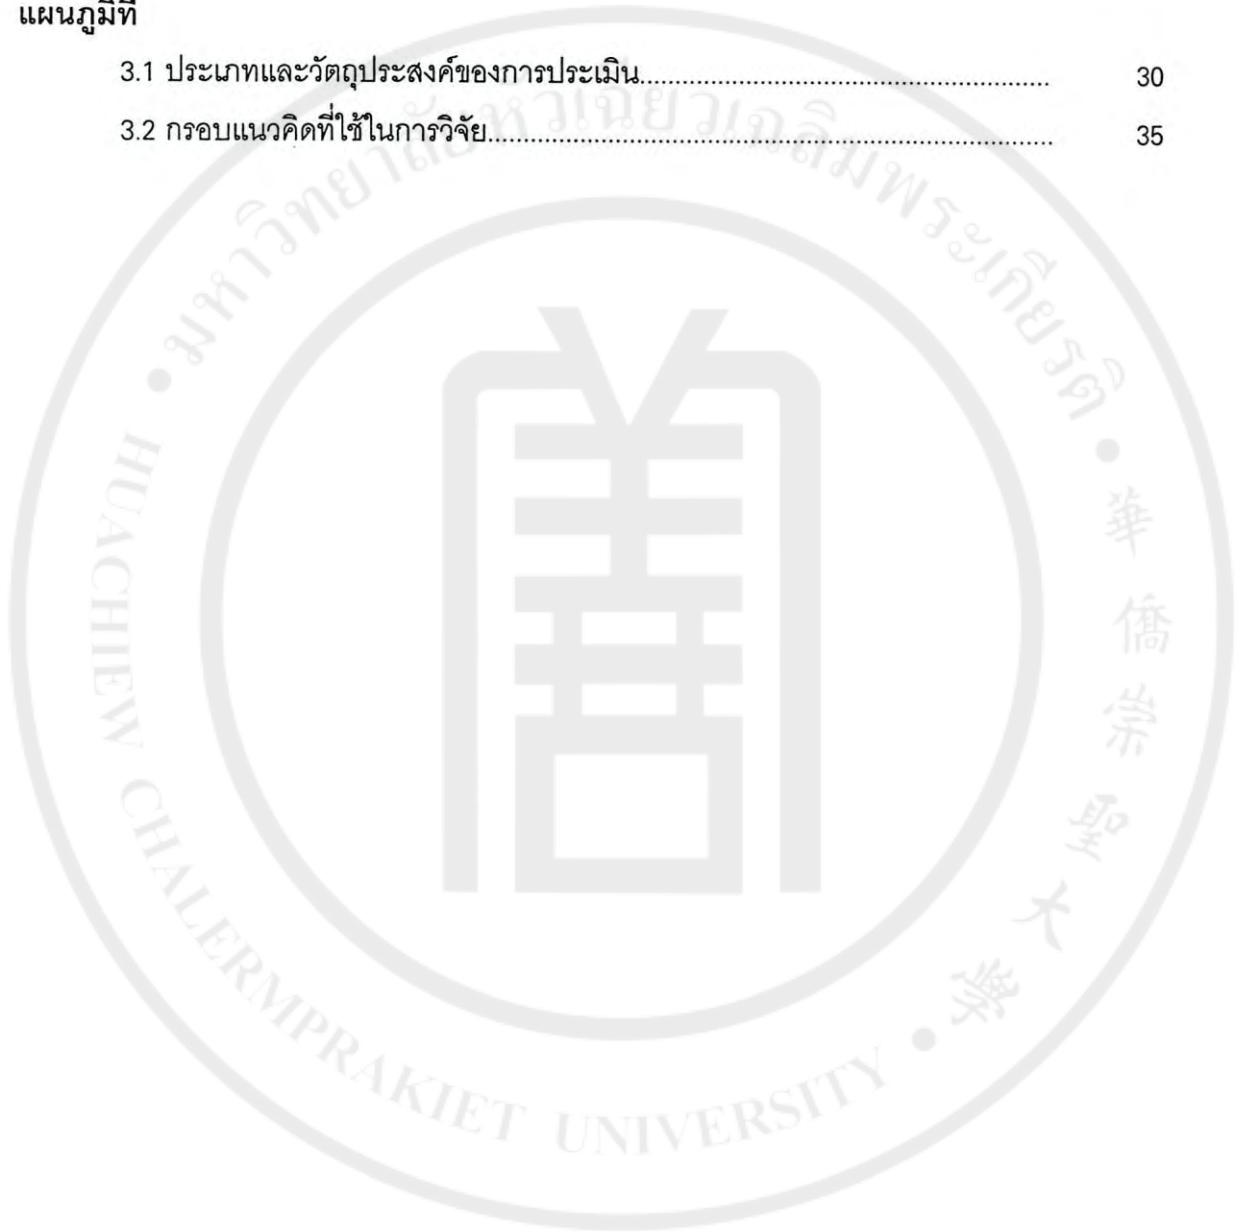 แผนภูมิที่
3.1 ประเภทและวัตถุประสงค์ของการประเมิน.......................................................... 30
3.2 กรอบแนวคิดที่ใช้ในการวิจัย................................................................................ 35
มหาวิทยาลัยหัวเฉียวเฉลิมพระเกียรติ
華僑崇聖大學
HUACHIEW CHALERMPRAKIET UNIVERSITY